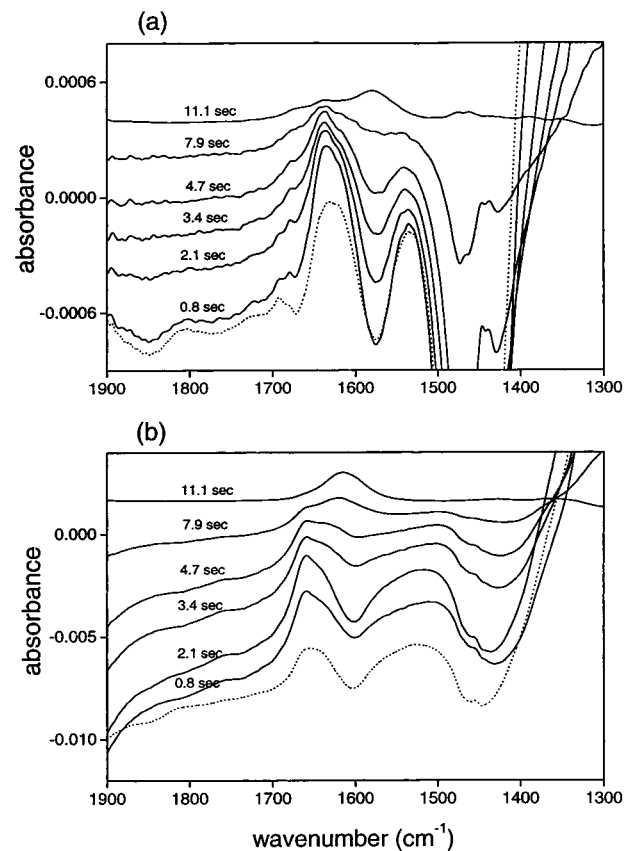 (a)
0.0006
11.1 sec
7.9 sec
4.7 sec
0.0000
3.4 sec
2.1 sec
0.8 sec
-0.0006
absorbance
1900 1800 1700 1600 1500 1400 1300
(b)
11.1 sec
0.000
7.9 sec
4.7 sec
3.4 sec
-0.005
2.1 sec
0.8 sec
-0.010
absorbance
1900 1800 1700 1600 1500 1400 1300
wavenumber (cm-1)